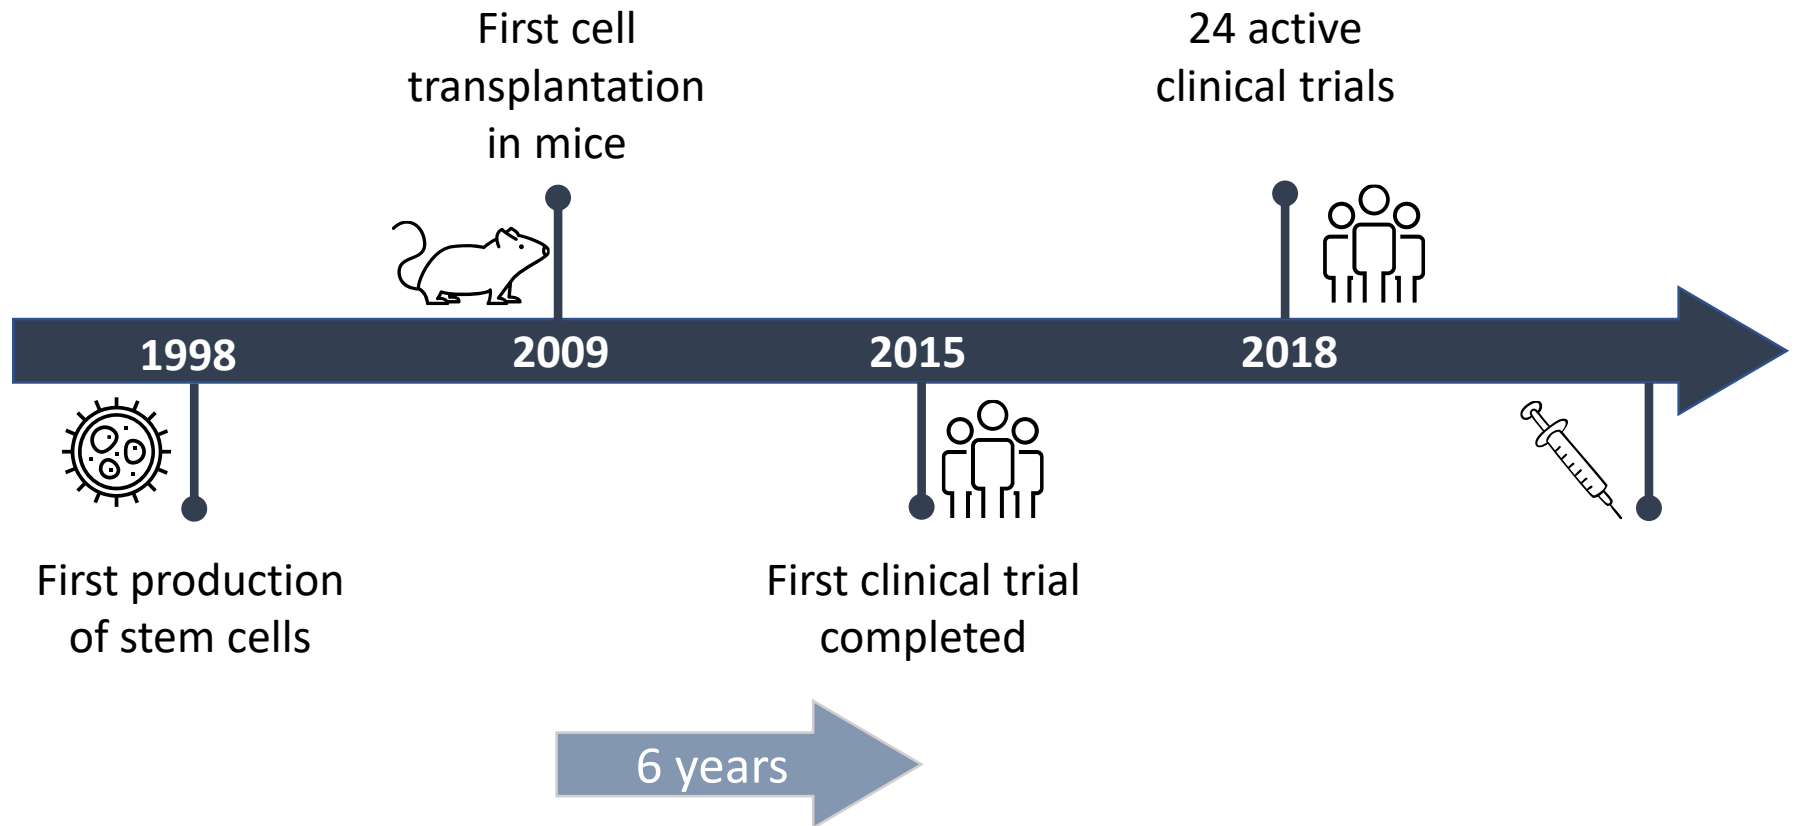 First cell
transplantation
in mice
24 active
clinical trials
1998
2009
2015
2018
First production
of stem cells
First clinical trial
completed
6 years